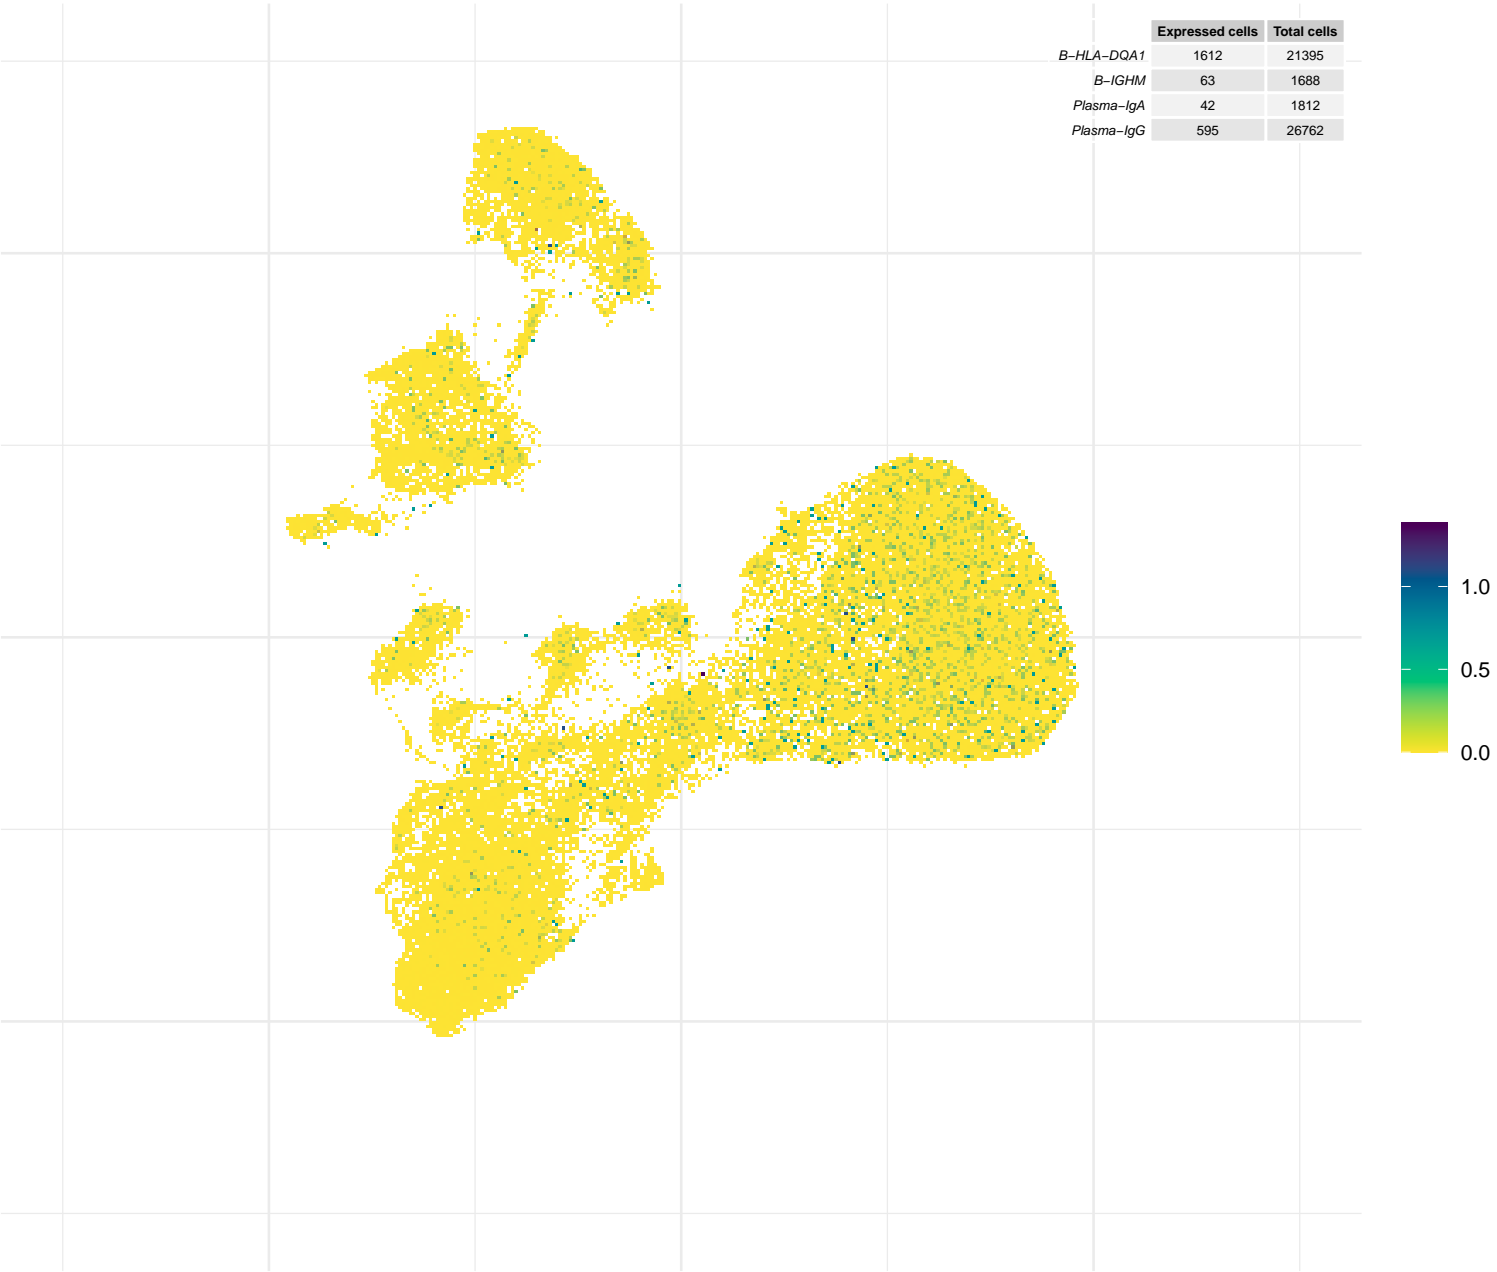 Expressed cells Total cells
B−HLA−DQA1 1612 21395
B−IGHM 63 1688
Plasma−IgA 42 1812
Plasma−IgG 595 26762
1.0
0.5
0.0